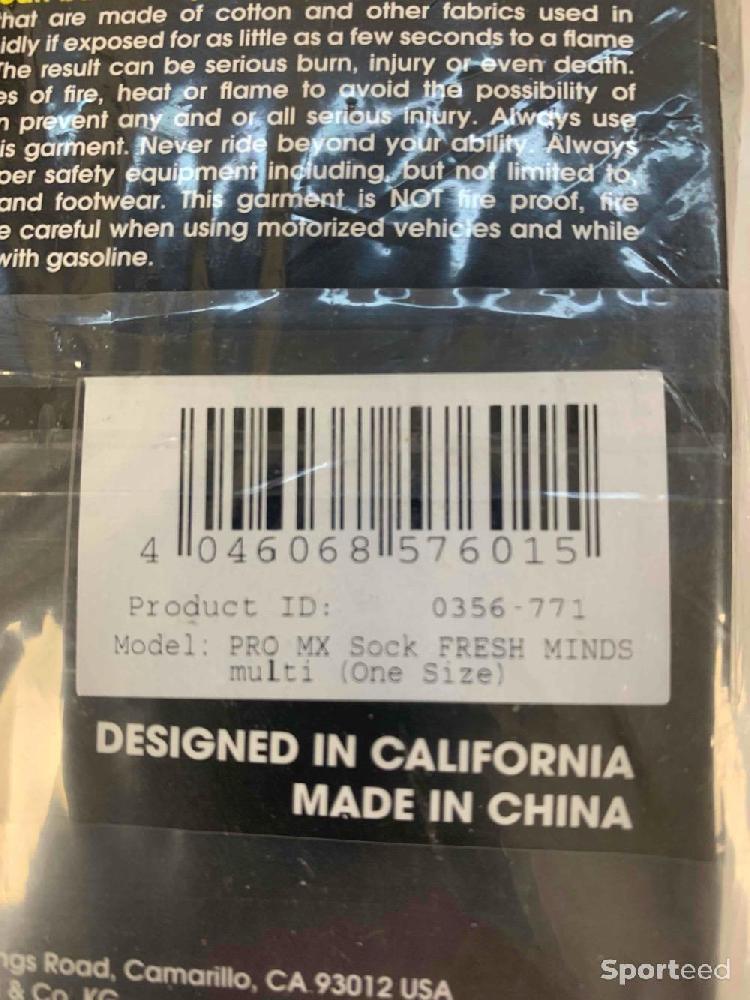 that are made of cotton and other fabrics used in
idly if exposed for as little as a few seconds to a flame
The result can be serious burn, injury or even death.
es of fire, heat or flame to avoid the possibility of
n prevent any and or all serious injury. Always use
is garment. Never ride beyond your ability. Always
per safety equipment including, but not limited to,
and footwear. This garment is NOT fire proof, fire
e careful when using motorized vehicles and while
with gasoline.
4 046068 576015
Product ID: 0356-771
Model: PRO MX Sock FRESH MINDS
multi (One Size)
DESIGNED IN CALIFORNIA
MADE IN CHINA
ngs Road, Camarillo, CA 93012 USA
& Co. KG
Sporteed